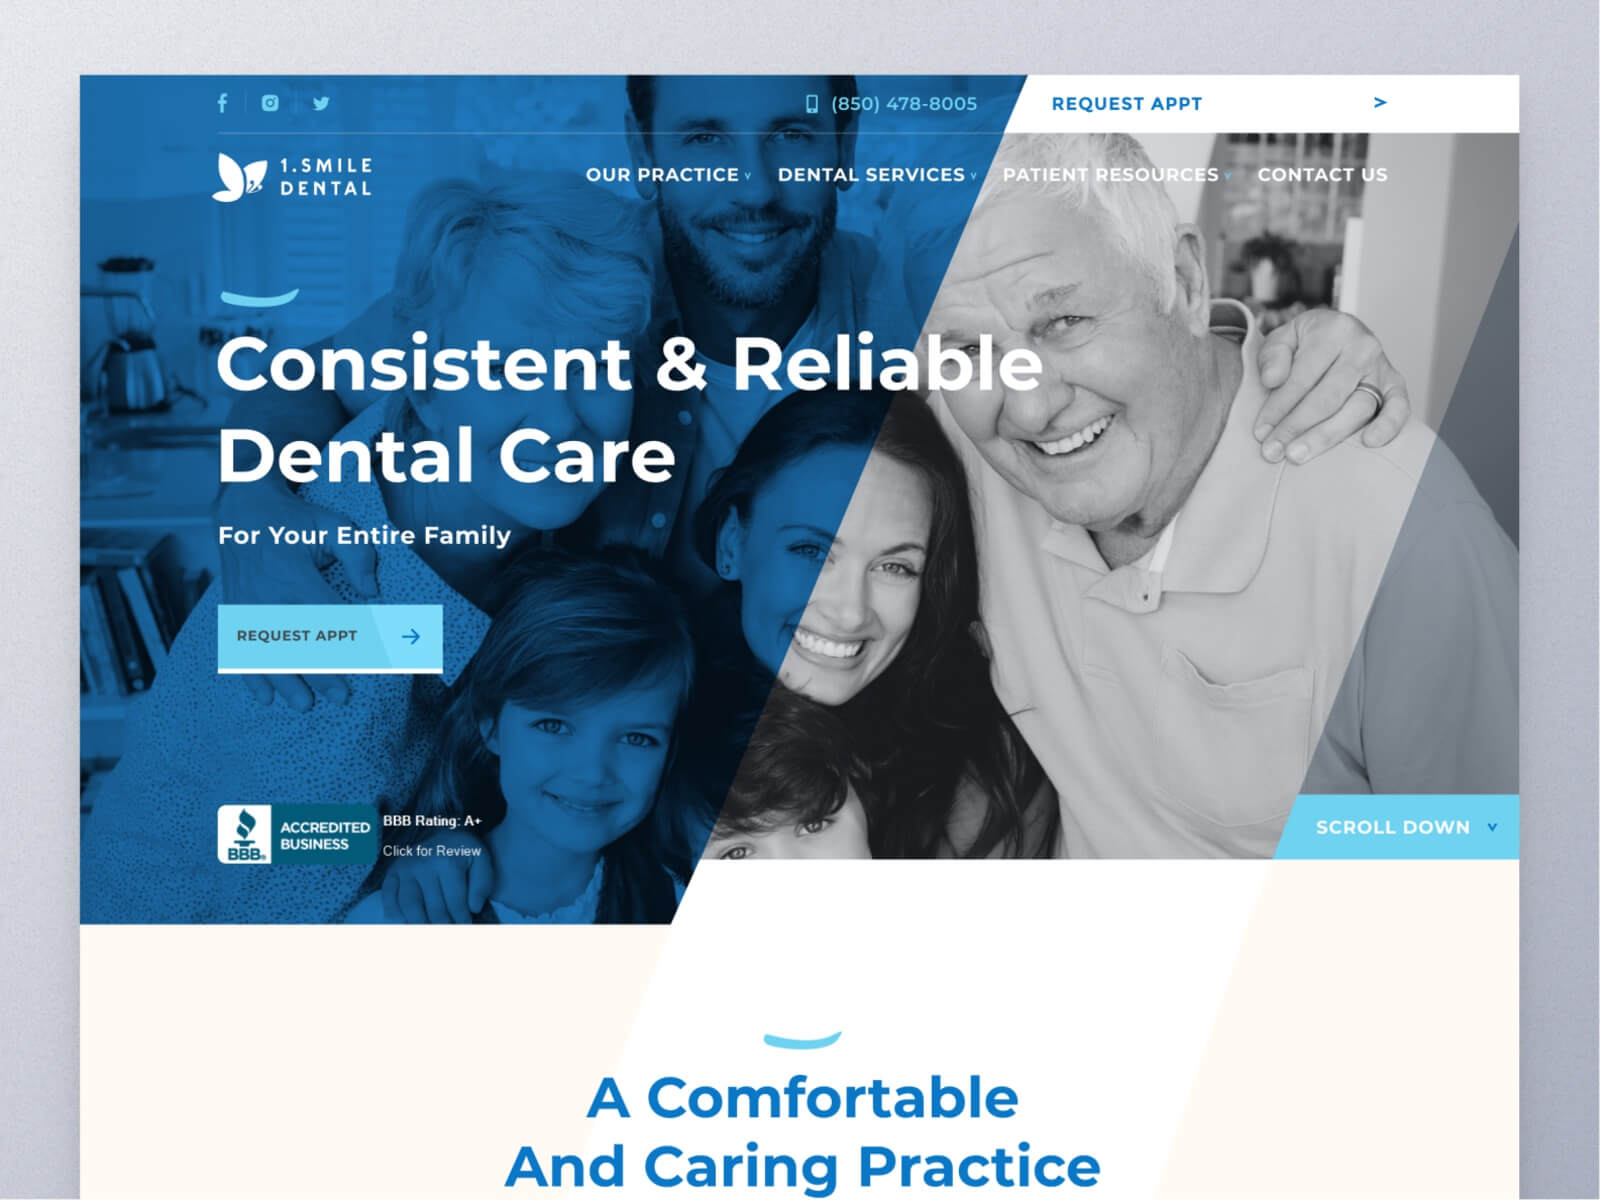 (850) 478-8005
REQUEST APPT >
1.SMILE
DENTAL
OUR PRACTICE DENTAL SERVICES PATIENT RESOURCES CONTACT US
Consistent & Reliable
Dental Care
For Your Entire Family
REQUEST APPT →
BBB
ACCREDITED
BUSINESS
BBB Rating: A+
Click for Review
SCROLL DOWN
A Comfortable
And Caring Practice